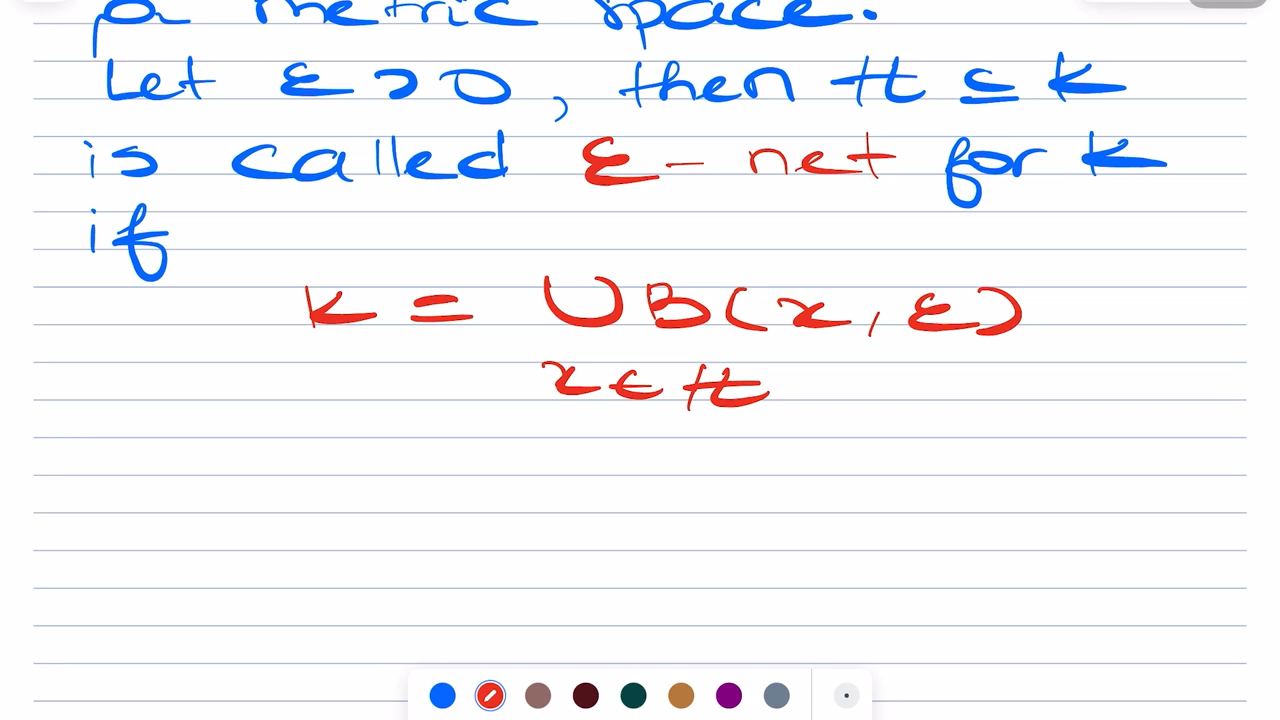 a metric space.
Let ε > 0, then H ⊆ K
is called ε-net for K
if
K = ∪ B(x, ε)
x ∈ H